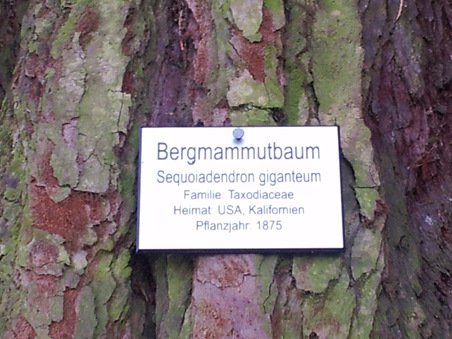 Bergmammutbaum
Sequoiadendron giganteum
Familie: Taxodiaceae
Heimat: USA, Kalifornien
Pflanzjahr: 1875